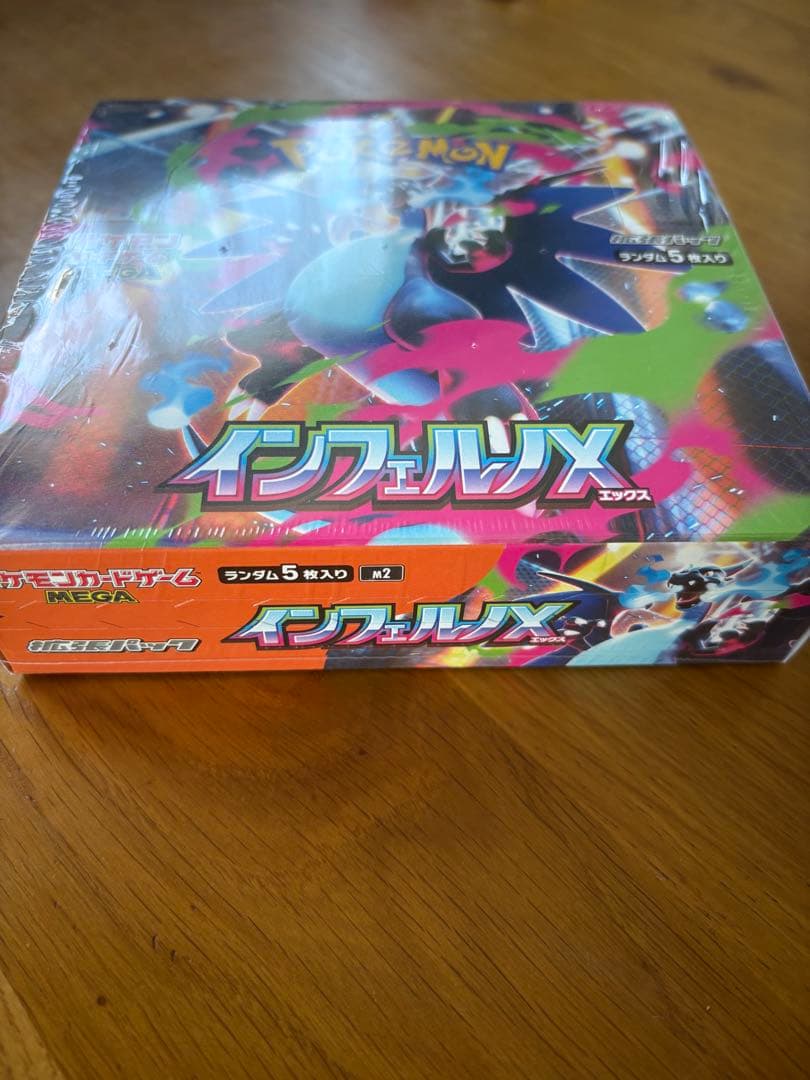 POKÉMON
MEGA
拡張パック
ランダム5枚入り
インフェルノX
エックス
ポケモンカードゲーム
MEGA
ランダム5枚入り M2
拡張パック
インフェルノX
エックス